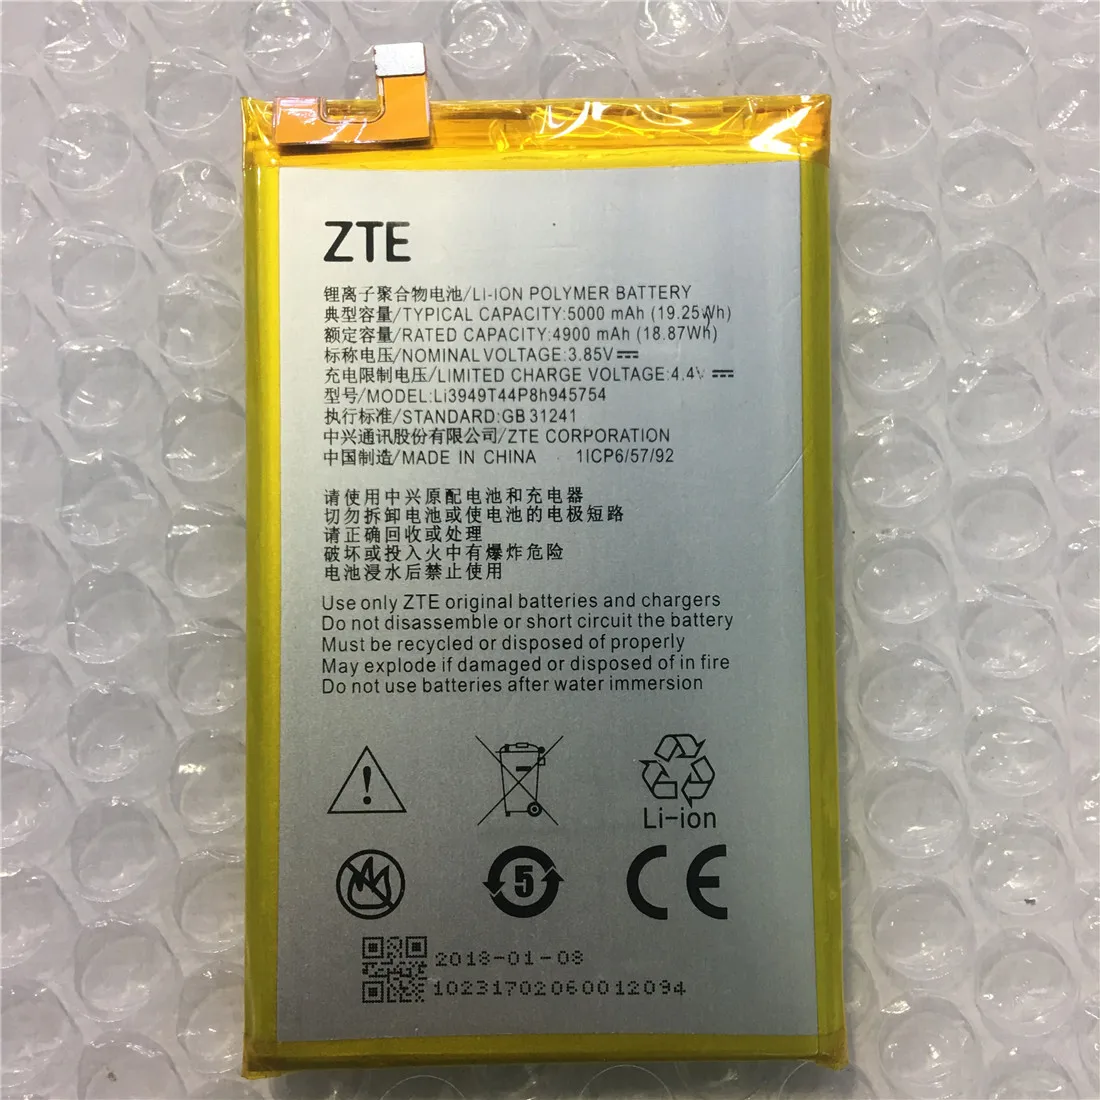 ZTE
锂离子聚合物电池/LI-ION POLYMER BATTERY
典型容量/TYPICAL CAPACITY:5000 mAh (19.25Wh)
额定容量/RATED CAPACITY:4900 mAh (18.87Wh)
标称电压/NOMINAL VOLTAGE:3.85V⎓
充电限制电压/LIMITED CHARGE VOLTAGE:4.4V⎓
型号/MODEL:Li3949T44P8h945754
执行标准/STANDARD:GB 31241
中兴通讯股份有限公司/ZTE CORPORATION
中国制造/MADE IN CHINA 1ICP6/57/92
请使用中兴原配电池和充电器
切勿拆卸电池或使电池的电极短路
请正确回收或处理
破坏或投入火中有爆炸危险
电池浸水后禁止使用
Use only ZTE original batteries and chargers
Do not disassemble or short circuit the battery
Must be recycled or disposed of properly
May explode if damaged or disposed of in fire
Do not use batteries after water immersion
Li-ion
5
CE
2018-01-08
10231702060012094